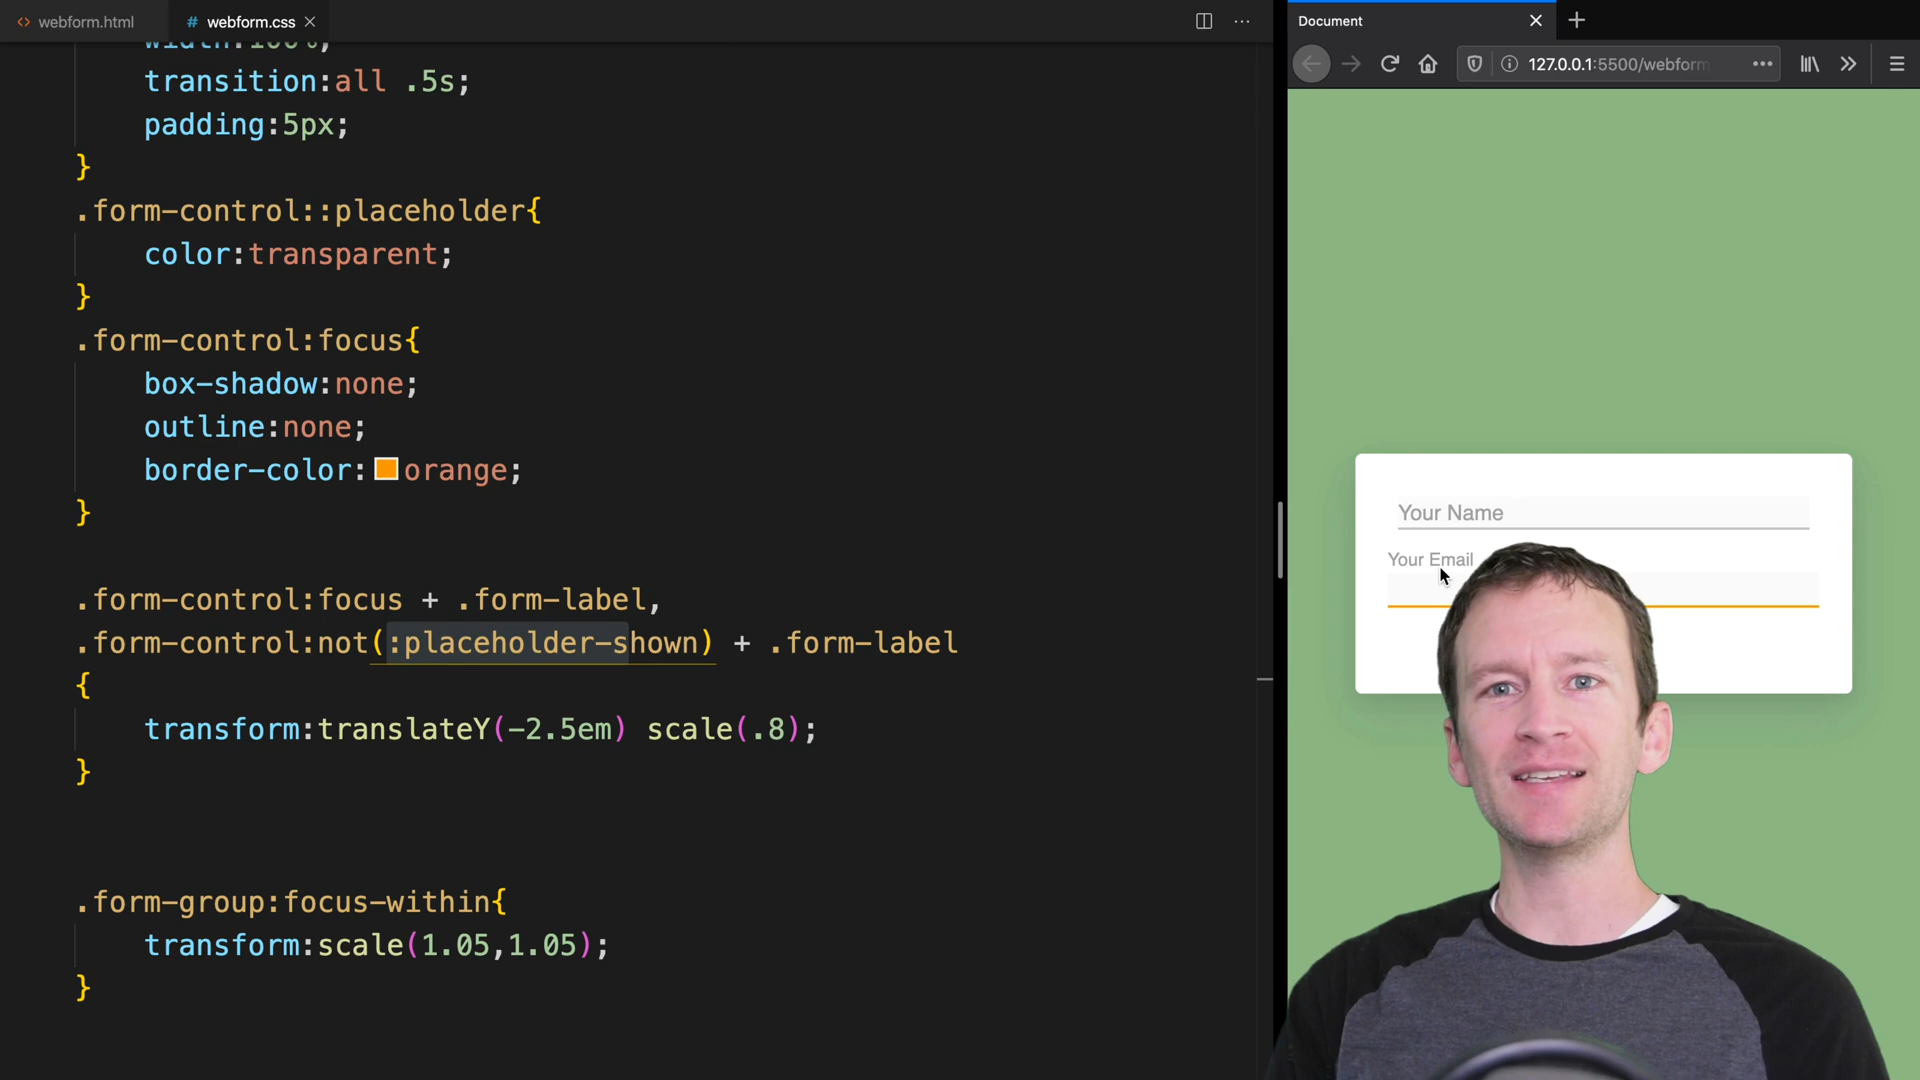 webform.html
webform.css
width:100%;
transition:all .5s;
padding:5px;
}
.form-control::placeholder{
color:transparent;
}
.form-control:focus{
box-shadow:none;
outline:none;
border-color:orange;
}
.form-control:focus + .form-label,
.form-control:not(:placeholder-shown) + .form-label
{
transform:translateY(-2.5em) scale(.8);
}
.form-group:focus-within{
transform:scale(1.05,1.05);
}
Document
127.0.0.1:5500/webform
Your Name
Your Email